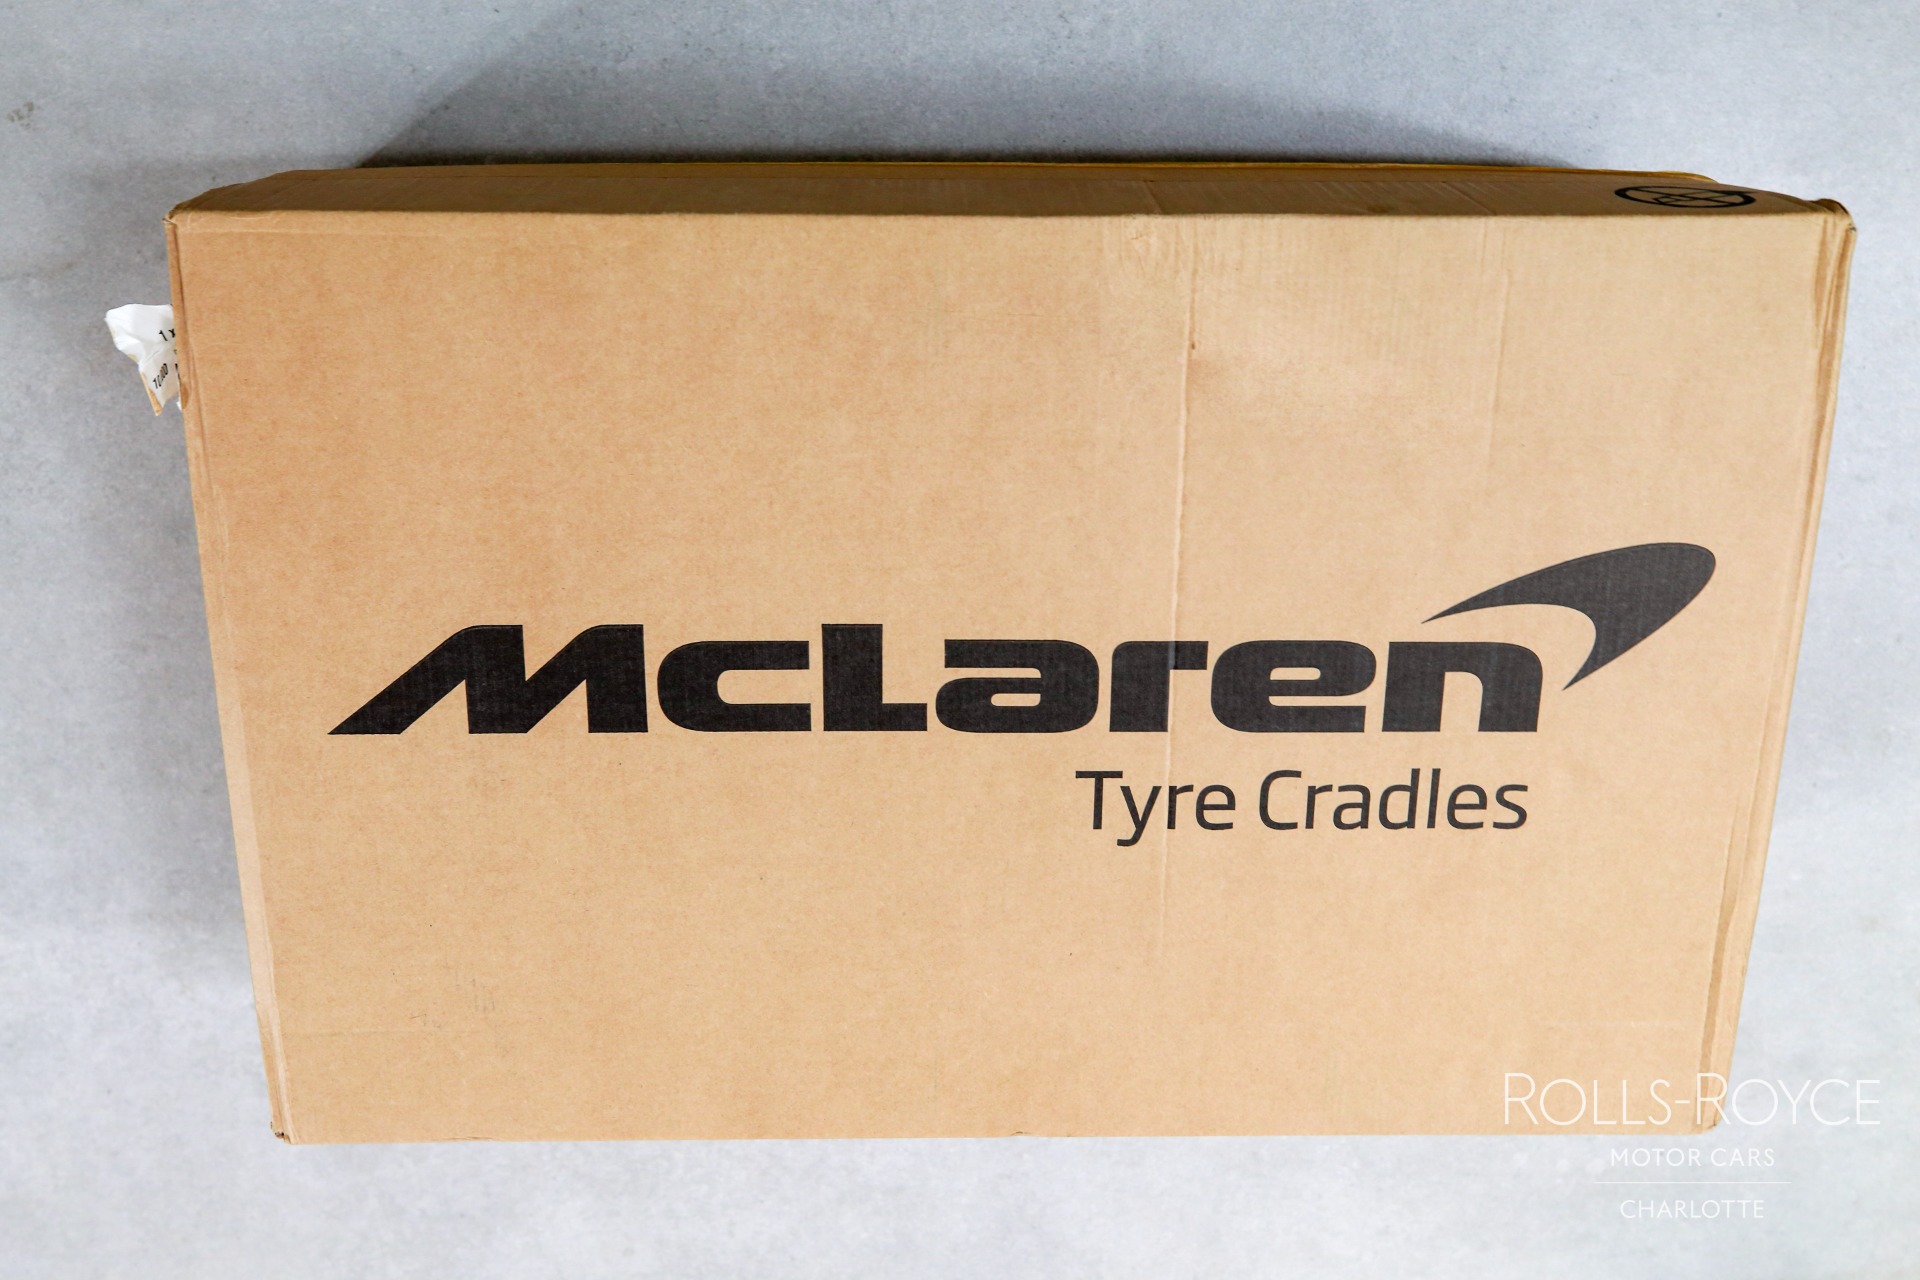 McLaren
Tyre Cradles
ROLLS-ROYCE
MOTOR CARS
CHARLOTTE